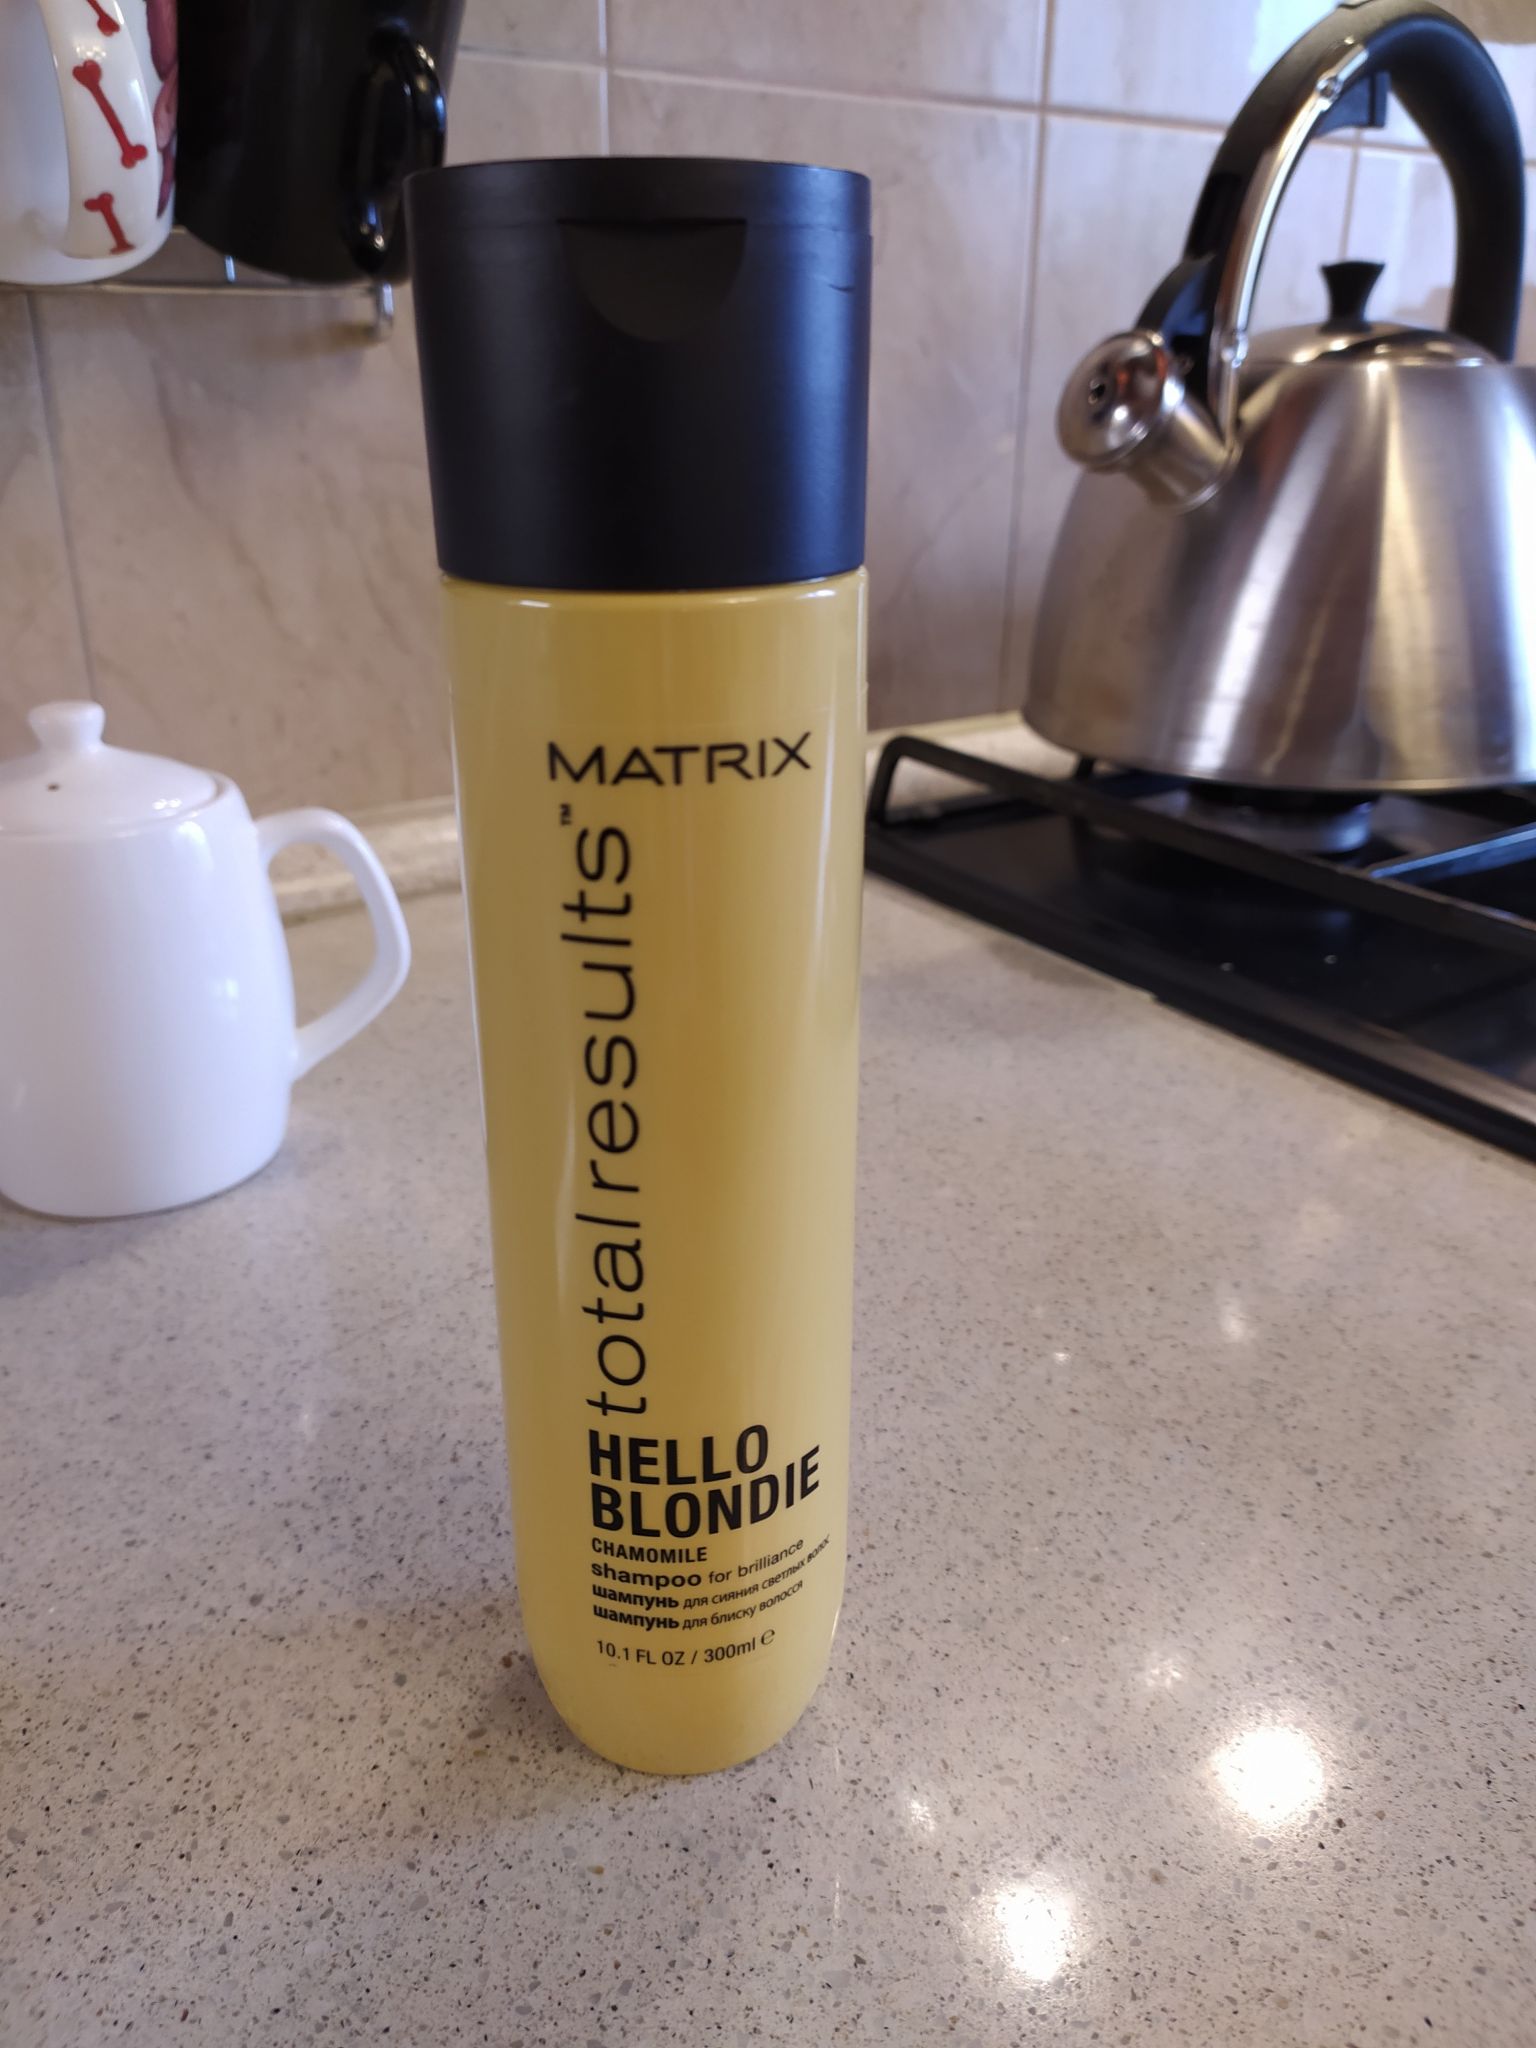 MATRIX
total results™
HELLO
BLONDIE
CHAMOMILE
shampoo for brilliance
шампунь для сияния светлых волос
шампунь для блиску волосся
10.1 FL OZ / 300ml ℮